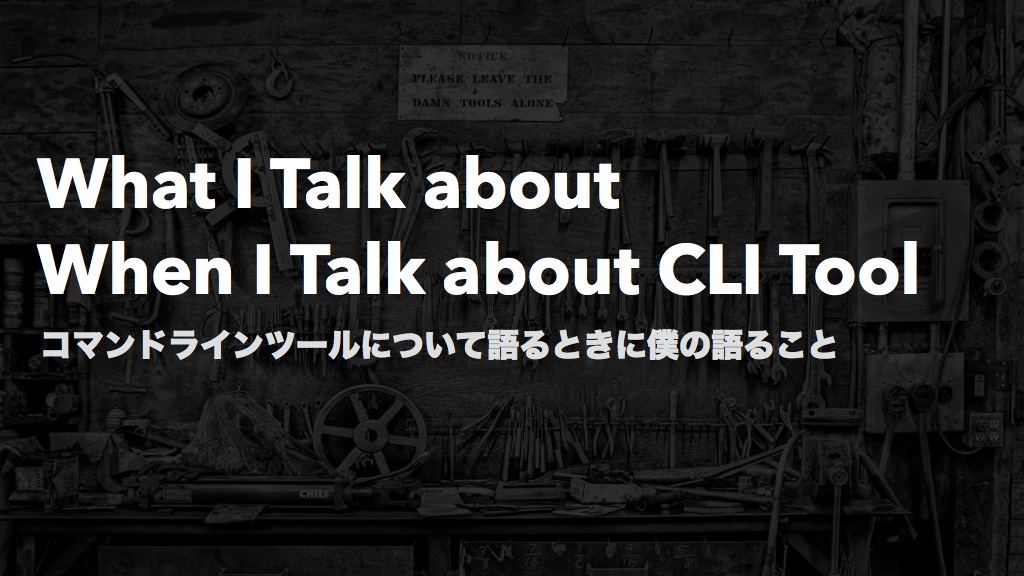 NOTICE
PLEASE LEAVE THE
DAMN TOOLS ALONE
What I Talk about
When I Talk about CLI Tool
コマンドラインツールについて語るときに僕の語ること
CHIEF